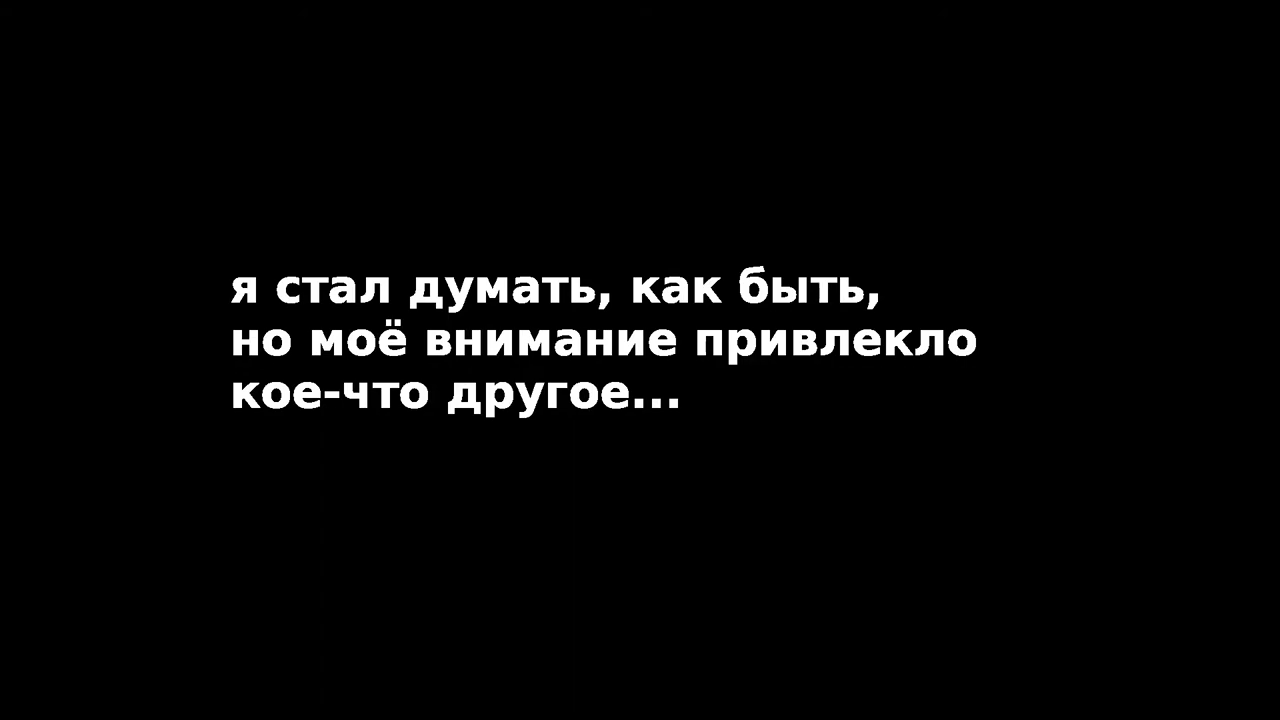 я стал думать, как быть,
но моё внимание привлекло
кое-что другое...